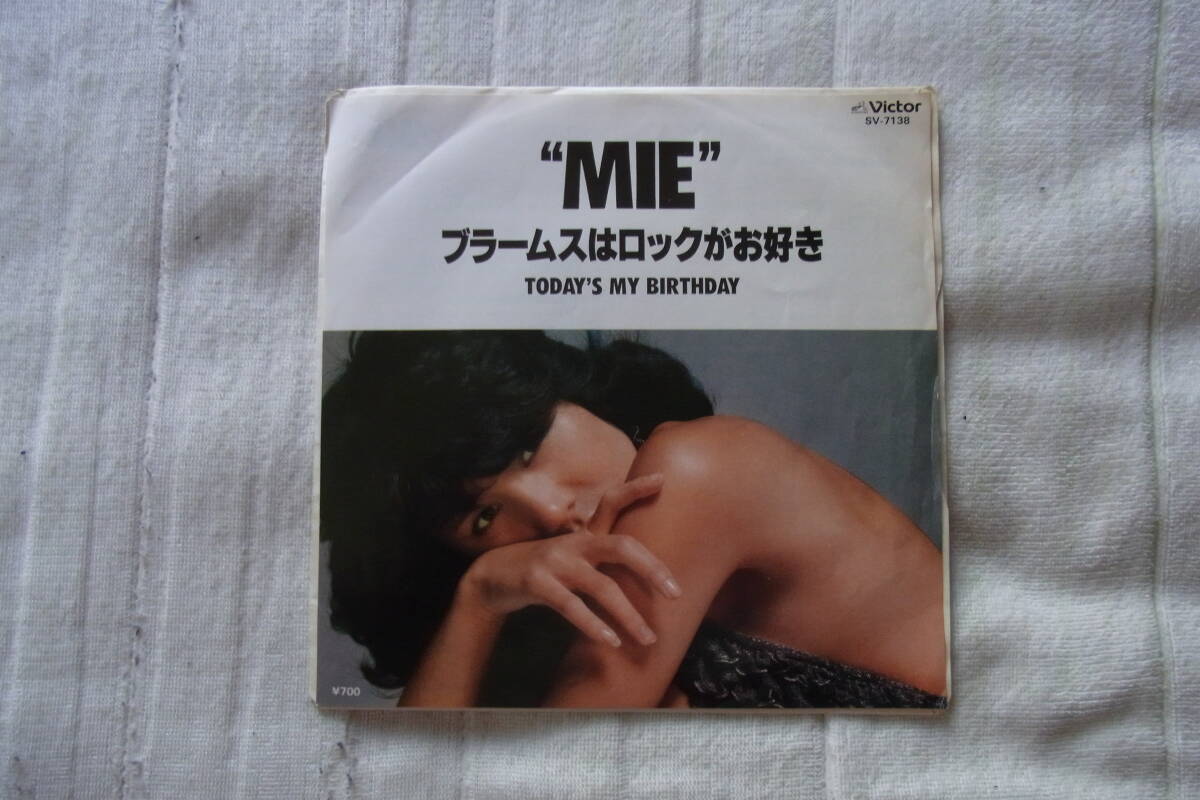 Victor
SV-7138
“MIE”
ブラームスはロックがお好き
TODAY'S MY BIRTHDAY
¥700